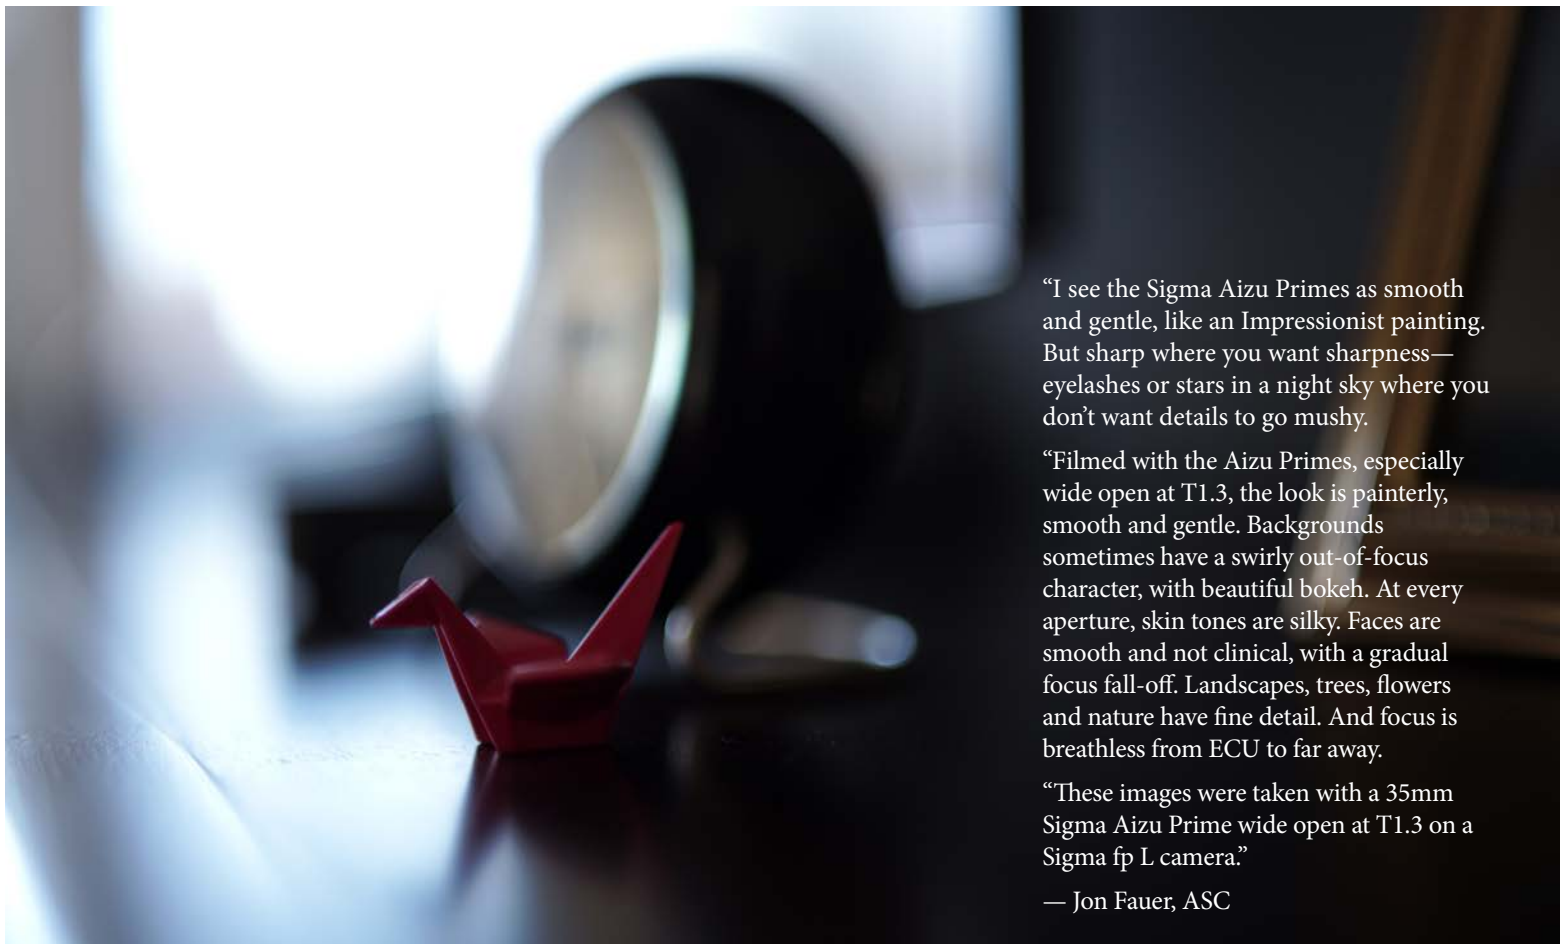 “I see the Sigma Aizu Primes as smooth
and gentle, like an Impressionist painting.
But sharp where you want sharpness—
eyelashes or stars in a night sky where you
don’t want details to go mushy.
“Filmed with the Aizu Primes, especially
wide open at T1.3, the look is painterly,
smooth and gentle. Backgrounds
sometimes have a swirly out-of-focus
character, with beautiful bokeh. At every
aperture, skin tones are silky. Faces are
smooth and not clinical, with a gradual
focus fall-off. Landscapes, trees, flowers
and nature have fine detail. And focus is
breathless from ECU to far away.
“These images were taken with a 35mm
Sigma Aizu Prime wide open at T1.3 on a
Sigma fp L camera.”
— Jon Fauer, ASC